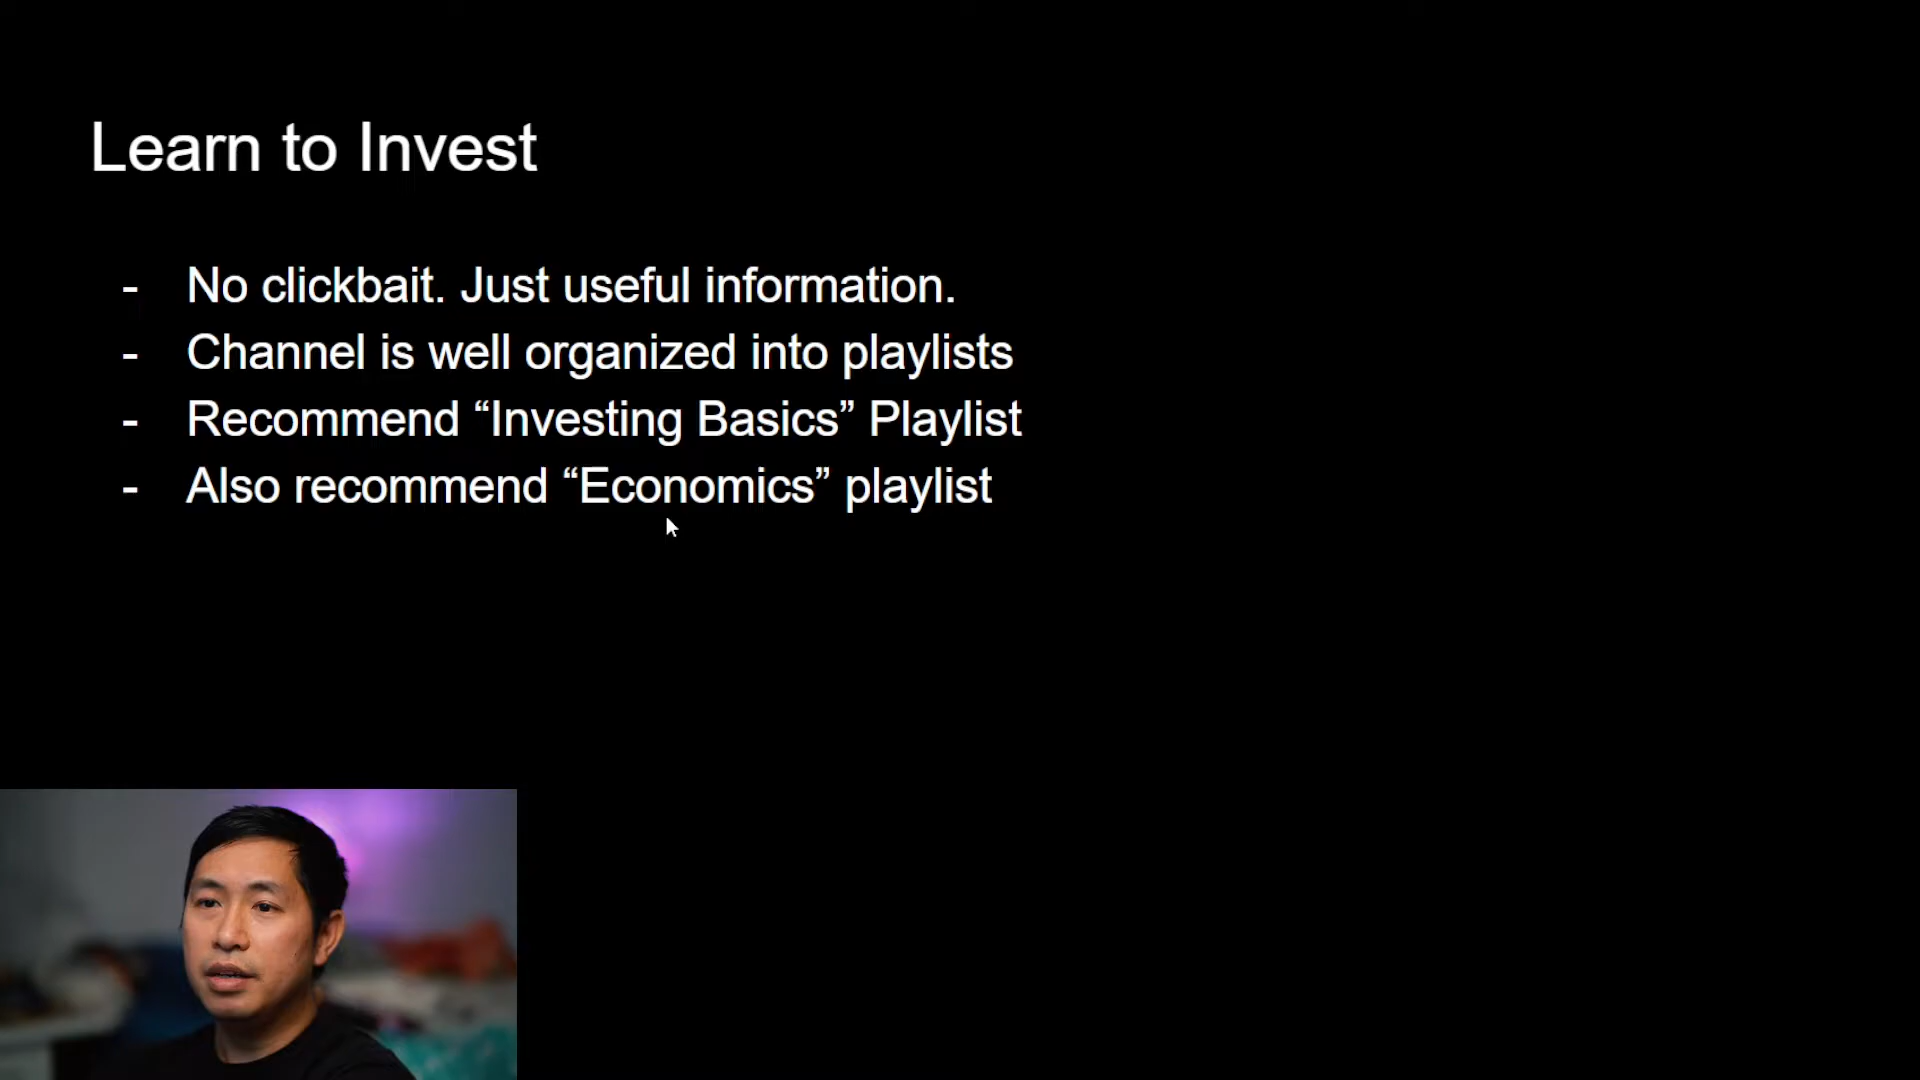 Learn to Invest
- No clickbait. Just useful information.
- Channel is well organized into playlists
- Recommend “Investing Basics” Playlist
- Also recommend “Economics” playlist